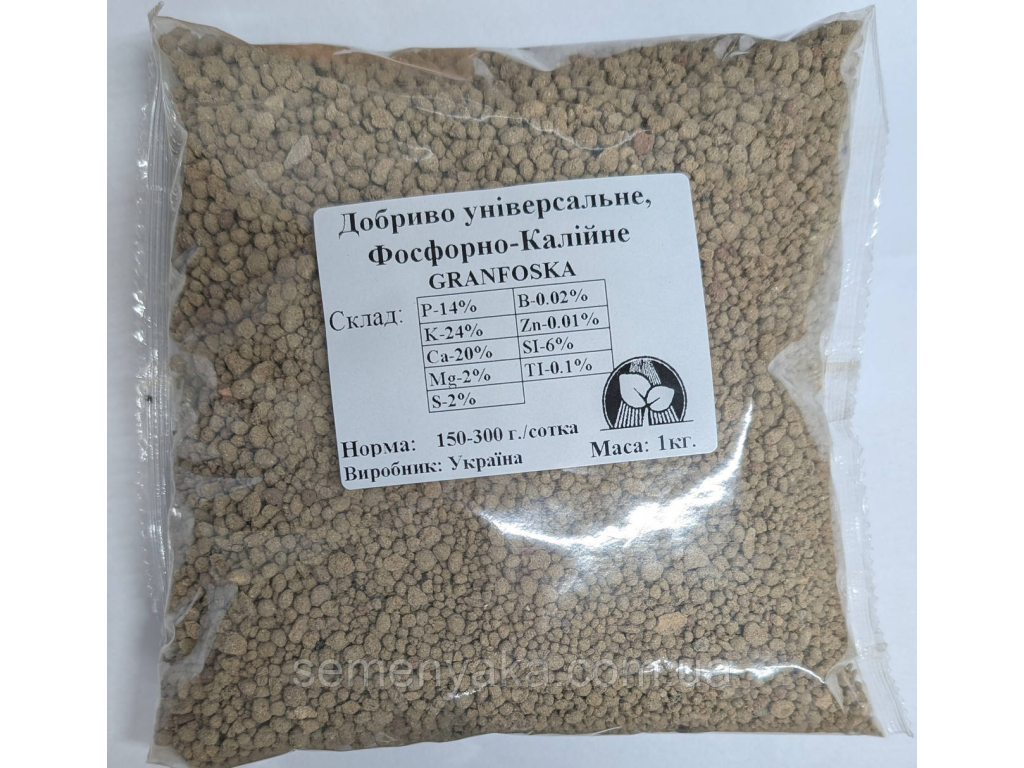 Добриво універсальне,
Фосфорно-Калійне
GRANFOSKA
Склад:
P-14% B-0.02%
K-24% Zn-0.01%
Ca-20% SI-6%
Mg-2% TI-0.1%
S-2%
Норма: 150-300 г./сотка
Виробник: Україна Маса: 1кг.
semenyaka.com.ua